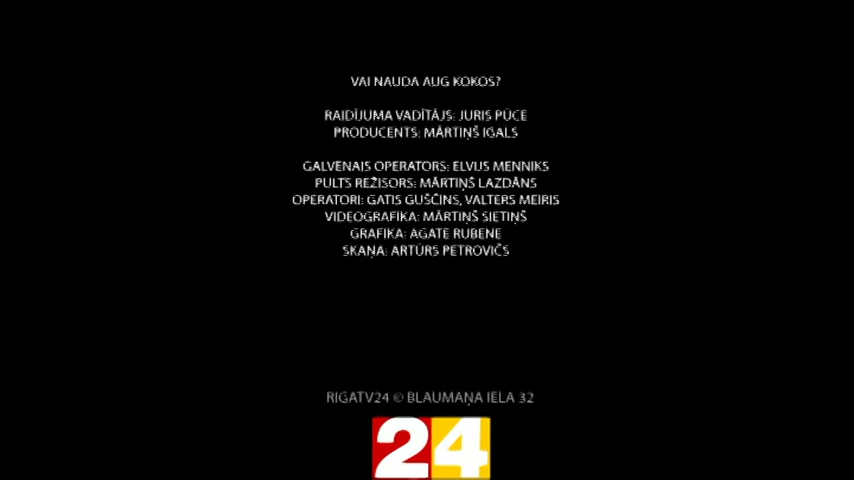 VAI NAUDA AUG KOKOS?
RAIDĪJUMA VADĪTĀJS: JURIS PŪCE
PRODUCENTS: MĀRTIŅŠ IGALS
GALVENAIS OPERATORS: ELVIJS MENNIKS
PULTS REŽISORS: MĀRTIŅŠ LAZDĀNS
OPERATORI: GATIS GUŠČINS, VALTERS MEIRIS
VIDEOGRAFIKA: MĀRTIŅŠ SIETIŅŠ
GRAFIKA: AGATE RUBENE
SKAŅA: ARTŪRS PETROVIČS
RIGATV24 © BLAUMAŅA IELA 32
24